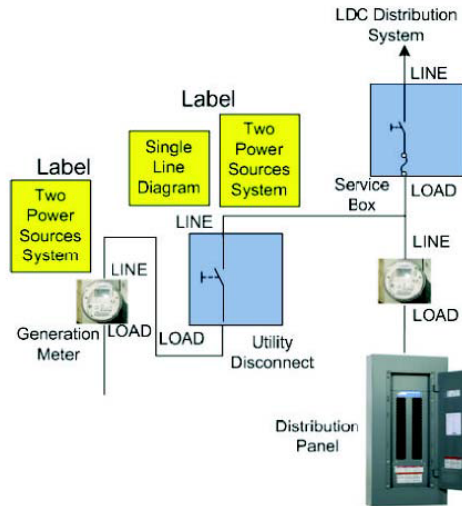 LDC Distribution
System
LINE
Label
Single
Line
Diagram
Two
Power
Sources
System
Label
Two
Power
Sources
System
Service
Box
LOAD
LINE
LINE
LINE
LOAD
Generation
Meter
LOAD
Utility
Disconnect
LOAD
Distribution
Panel